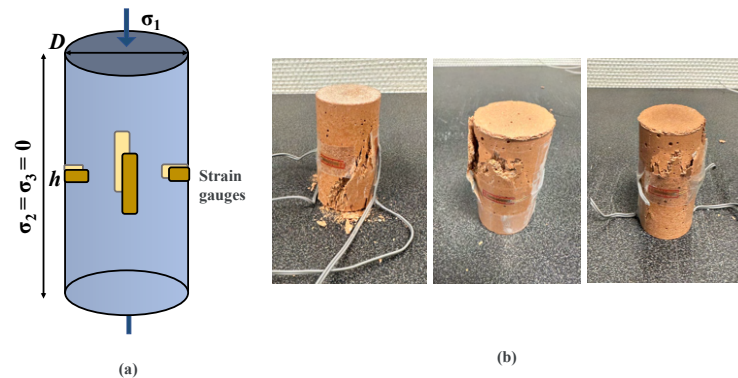 D
σ₁
σ₂ = σ₃ = 0
h
Strain
gauges
(a)
(b)